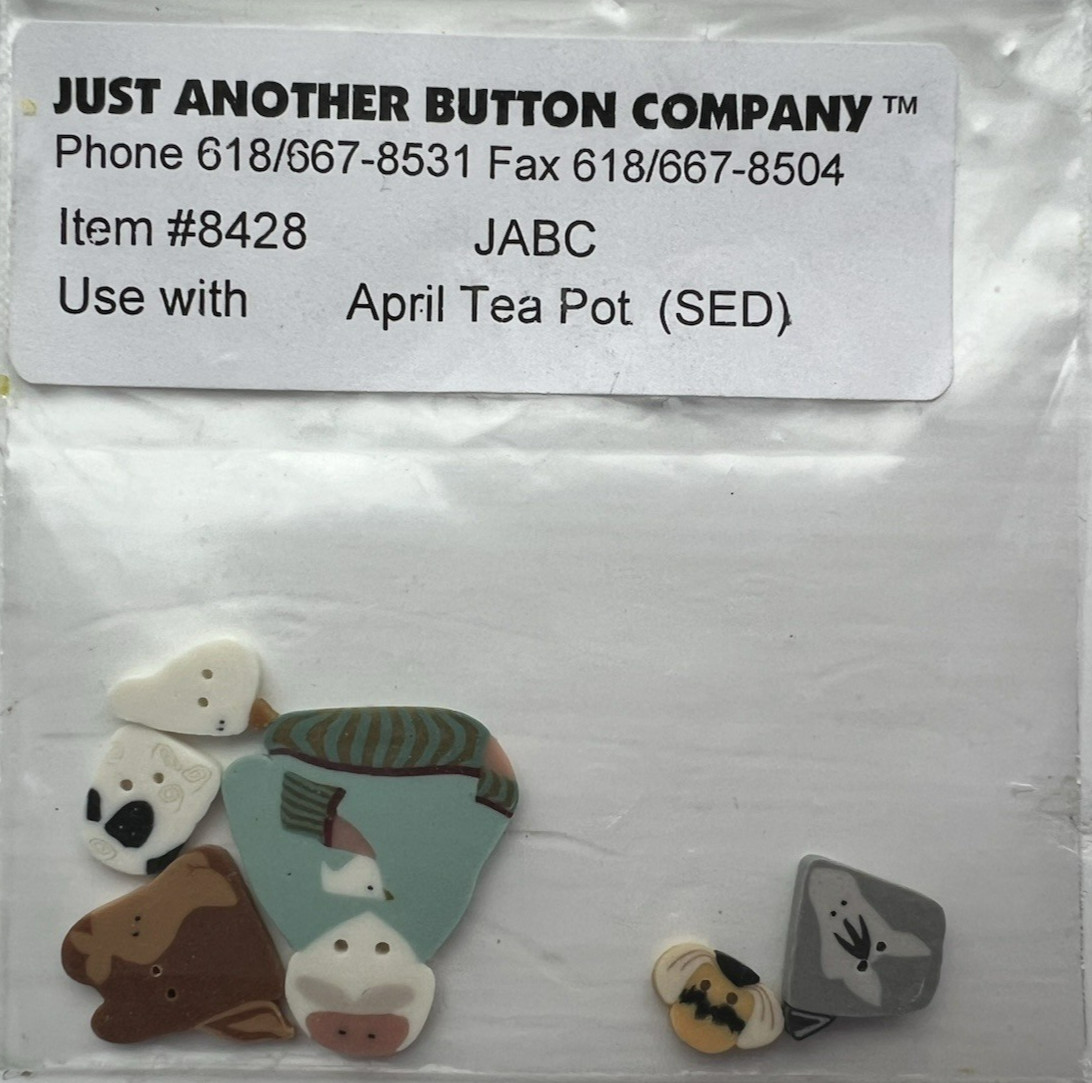 JUST ANOTHER BUTTON COMPANY™
Phone 618/667-8531 Fax 618/667-8504
Item #8428 JABC
Use with April Tea Pot (SED)